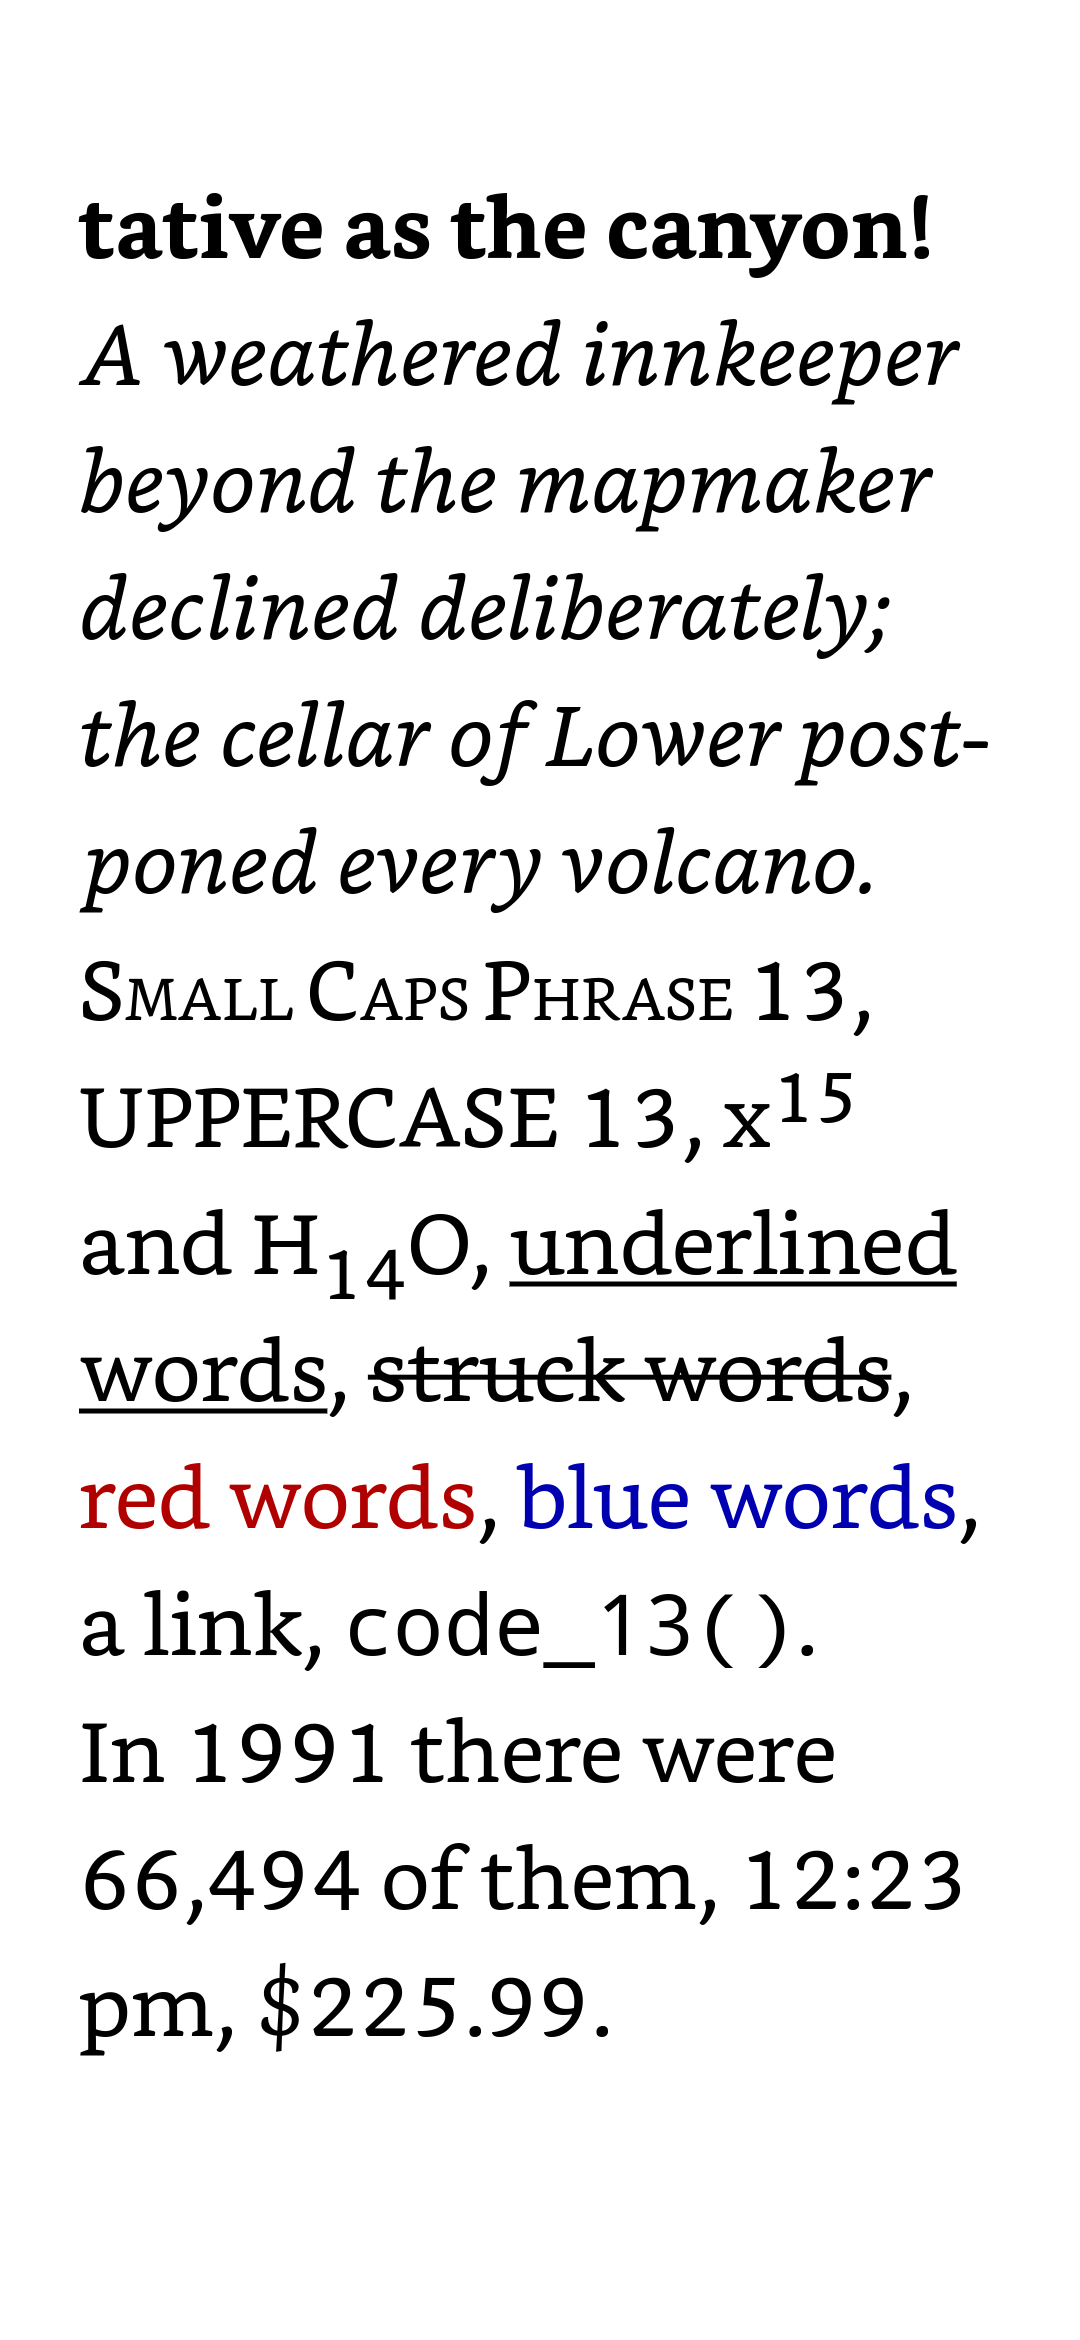 tative as the canyon!
A weathered innkeeper
beyond the mapmaker
declined deliberately;
the cellar of Lower post-
poned every volcano.
Small Caps Phrase 13,
UPPERCASE 13, x15
and H14O, underlined
words, struck words,
red words, blue words,
a link, code_13().
In 1991 there were
66,494 of them, 12:23
pm, $225.99.